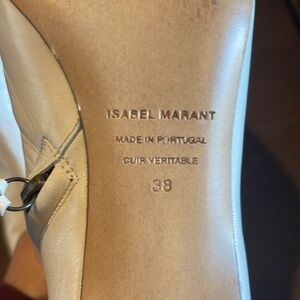 ISABEL MARANT
MADE IN PORTUGAL
CUIR VERITABLE
38